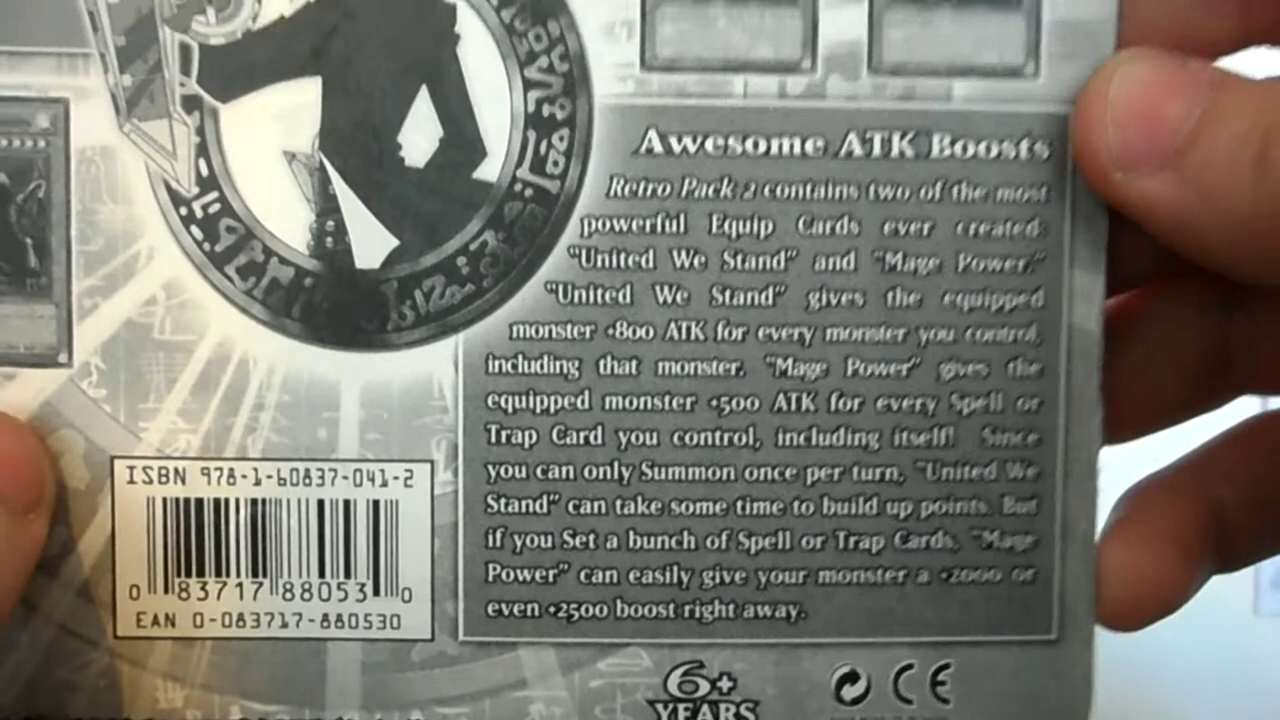 Awesome ATK Boosts
Retro Pack 2 contains two of the most
powerful Equip Cards ever created:
"United We Stand" and "Mage Power."
"United We Stand" gives the equipped
monster +800 ATK for every monster you control,
including that monster. "Mage Power" gives the
equipped monster +500 ATK for every Spell or
Trap Card you control, including itself! Since
you can only Summon once per turn, "United We
Stand" can take some time to build up points. But
if you Set a bunch of Spell or Trap Cards, "Mage
Power" can easily give your monster a +2000 or
even +2500 boost right away.
ISBN 978-1-60837-041-2
0 83717 88053 0
EAN 0-083717-880530
6+
YEARS
CE